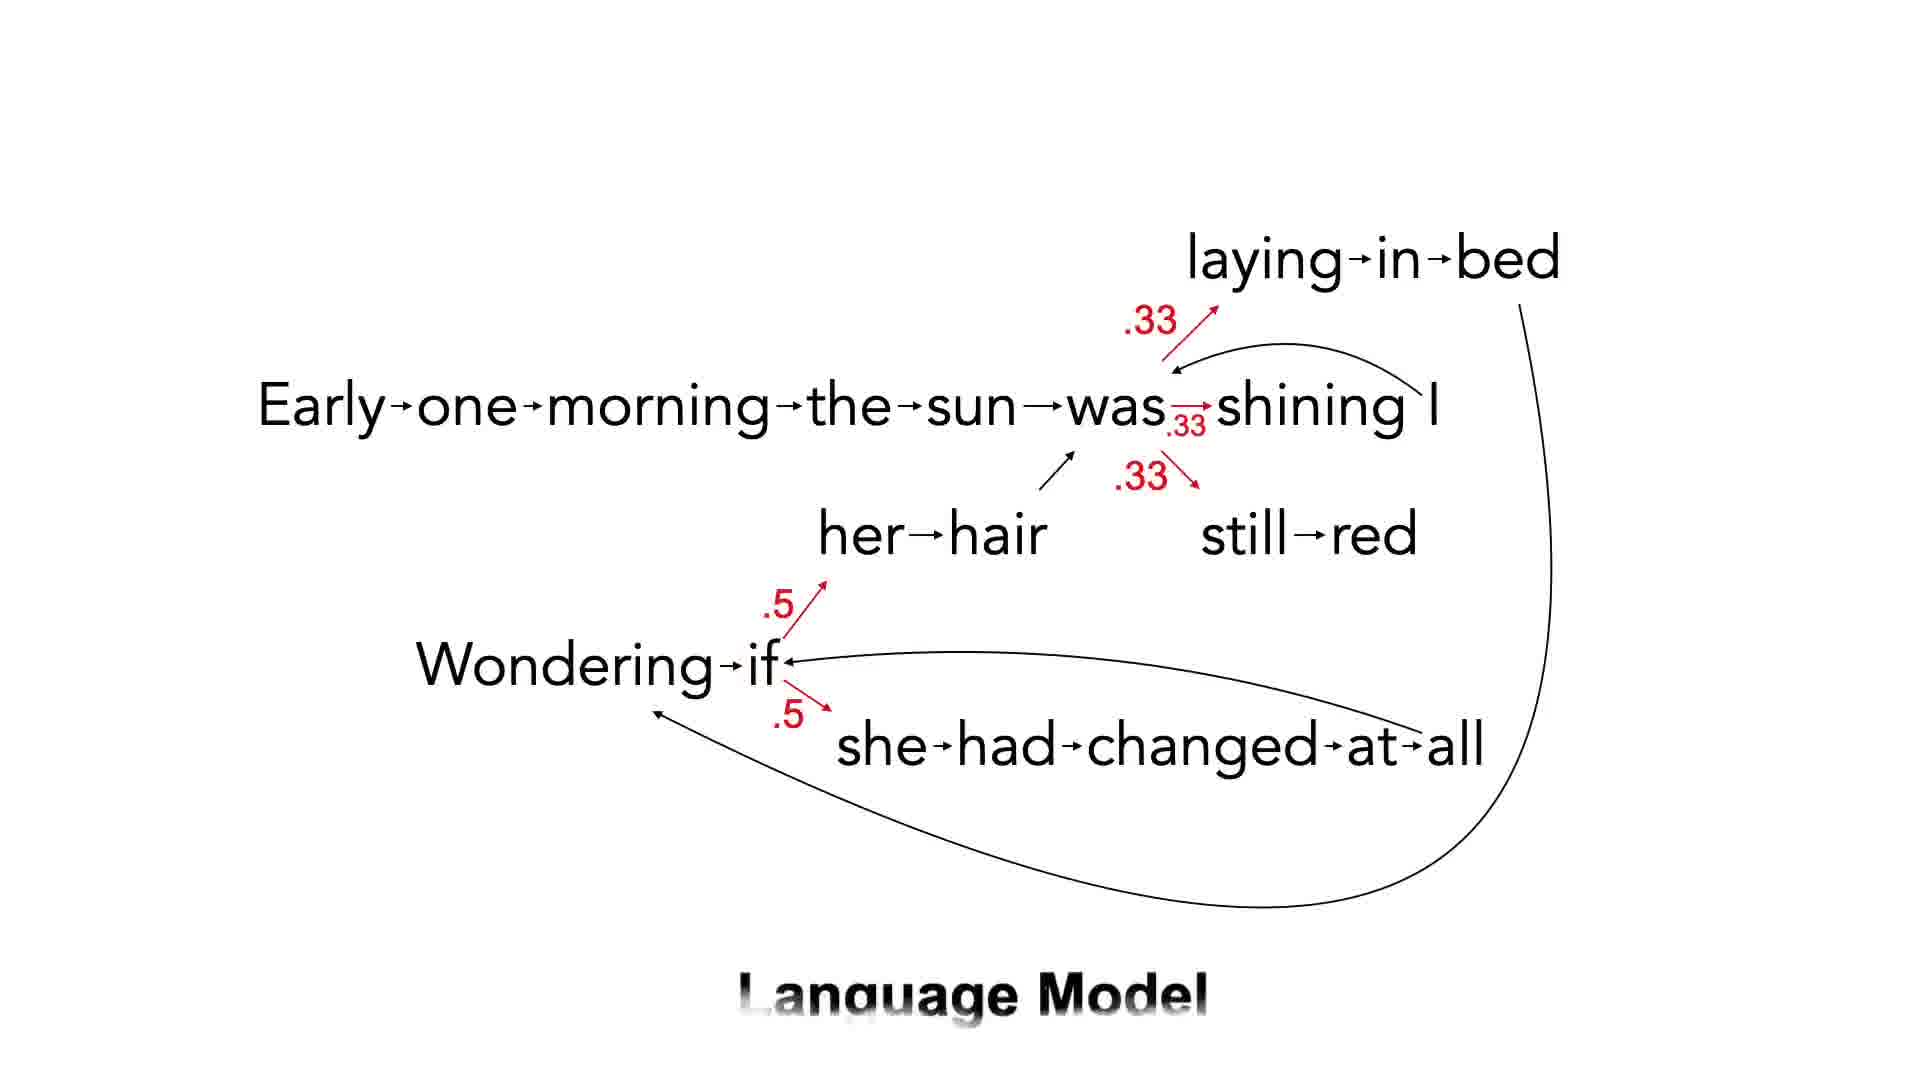 laying in bed
.33
Early one morning the sun was .33 shining I
.33
her hair still red
.5
Wondering if
.5
she had changed at all
Language Model